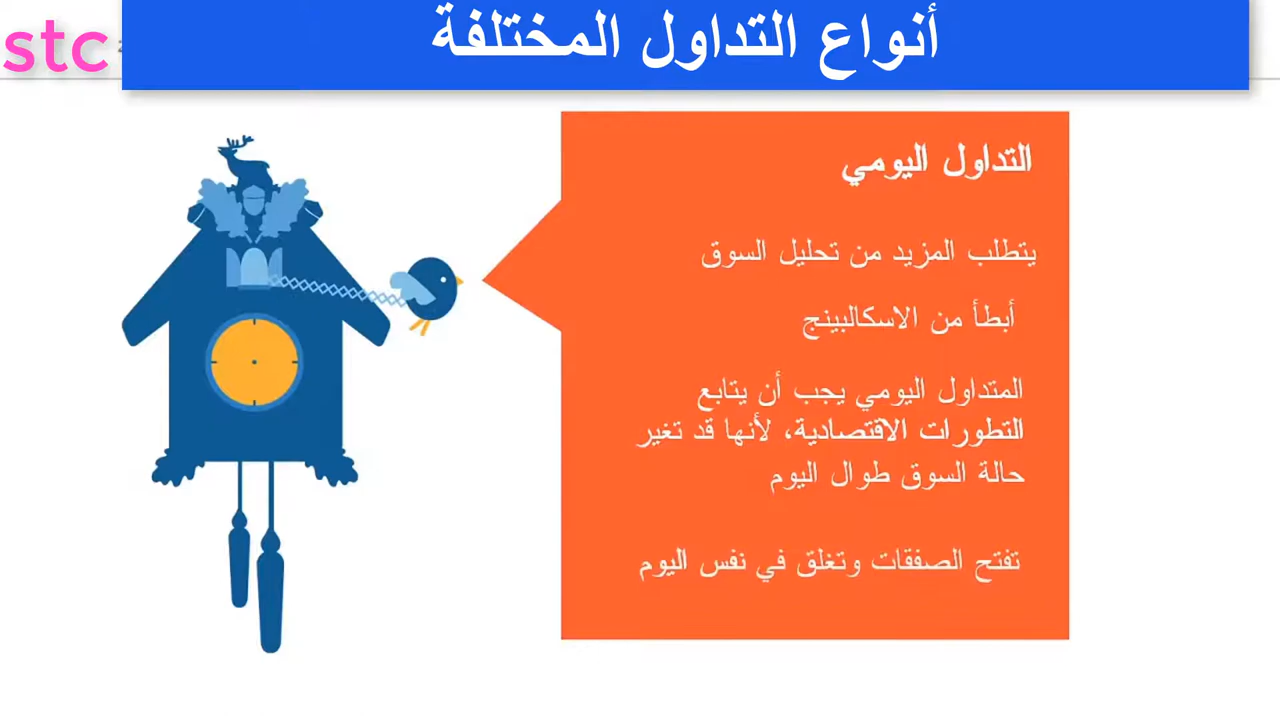 أنواع التداول المختلفة
stc
التداول اليومي
يتطلب المزيد من تحليل السوق
أبطأ من الاسكالبينج
المتداول اليومي يجب أن يتابع
التطورات الاقتصادية، لأنها قد تغير
حالة السوق طوال اليوم
تفتح الصفقات وتغلق في نفس اليوم